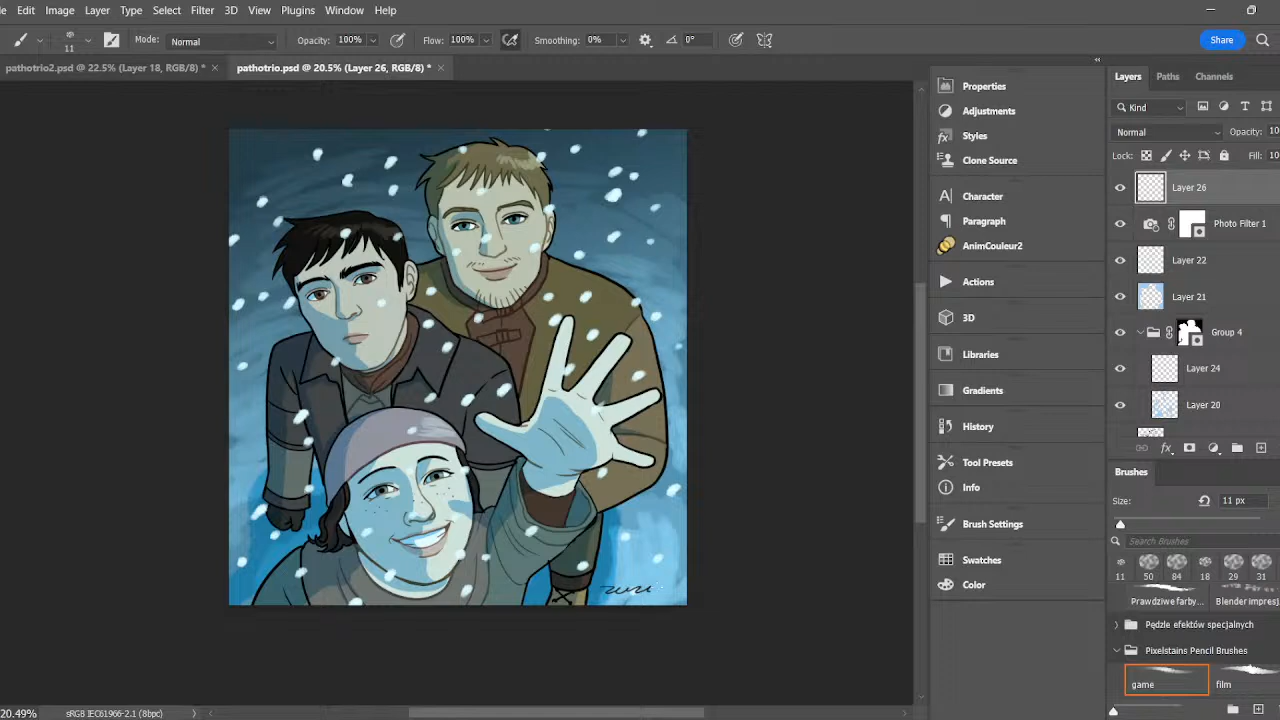 Edit Image Layer Type Select Filter 3D View Plugins Window Help
11 Mode: Normal Opacity: 100% Flow: 100% Smoothing: 0% 0° Share
pathotrio2.psd @ 22.5% (Layer 18, RGB/8) * × pathotrio.psd @ 20.5% (Layer 26, RGB/8) * ×
Properties
Adjustments
Styles
Clone Source
Character
Paragraph
AnimCouleur2
Actions
3D
Libraries
Gradients
History
Tool Presets
Info
Brush Settings
Swatches
Color
Layers Paths Channels
Kind
Normal Opacity: 10
Lock: Fill: 10
Layer 26
Photo Filter 1
Layer 22
Layer 21
Group 4
Layer 24
Layer 20
fx
Brushes
Size: 11 px
Search Brushes
11 50 84 18 29 31
Prawdziwe farby... Blender impresj
Pędzle efektów specjalnych
Pixelstains Pencil Brushes
game film
20.49% sRGB IEC61966-2.1 (8bpc)